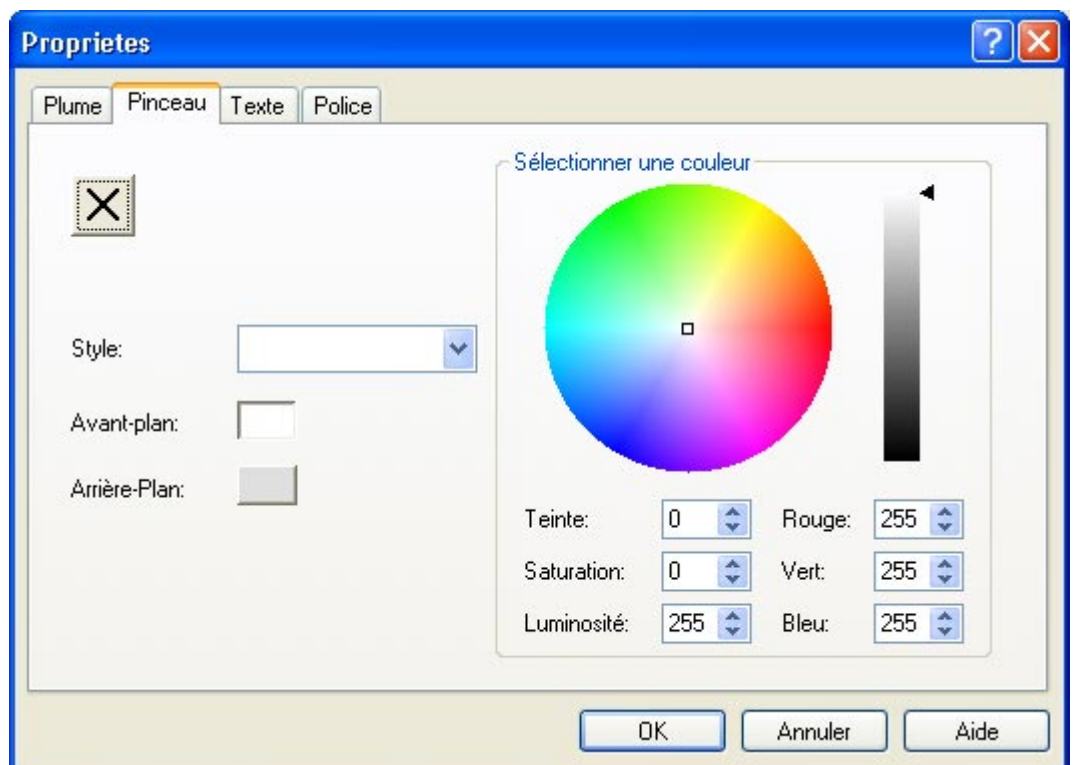 Proprietes
Plume Pinceau Texte Police
Sélectionner une couleur
Style:
Avant-plan:
Arrière-Plan:
Teinte: 0 Rouge: 255
Saturation: 0 Vert: 255
Luminosité: 255 Bleu: 255
OK Annuler Aide